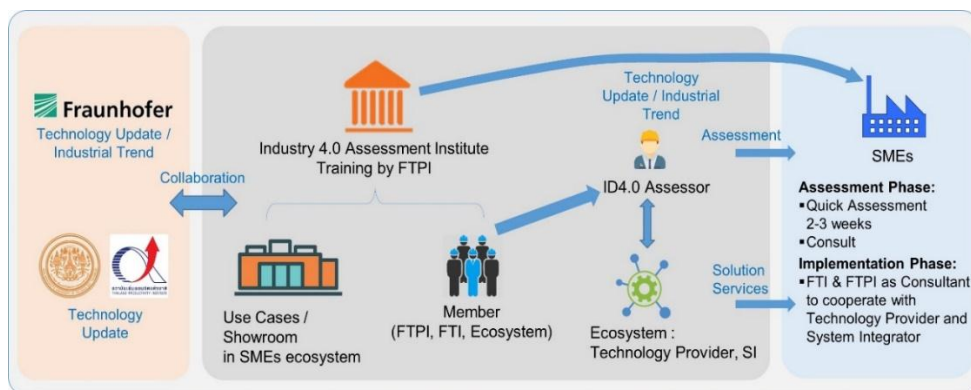 Fraunhofer
Technology Update /
Industrial Trend
Technology
Update
Collaboration
Industry 4.0 Assessment Institute
Training by FTPI
Use Cases /
Showroom
in SMEs ecosystem
Member
(FTPI, FTI, Ecosystem)
Technology
Update / Industrial
Trend
ID4.0 Assessor
Ecosystem :
Technology Provider, SI
Assessment
Solution
Services
SMEs
Assessment Phase:
▪Quick Assessment
2-3 weeks
▪Consult
Implementation Phase:
▪FTI & FTPI as Consultant
to cooperate with
Technology Provider and
System Integrator